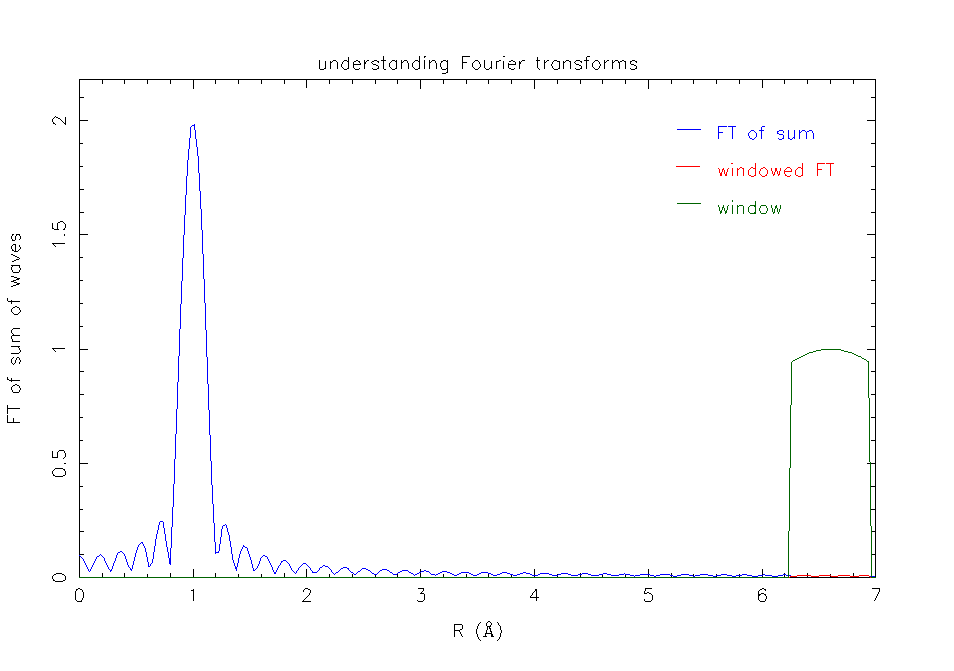 understanding Fourier transforms
FT of sum
windowed FT
window
FT of sum of waves
2
1.5
1
0.5
0
0 1 2 3 4 5 6 7
R (Å)